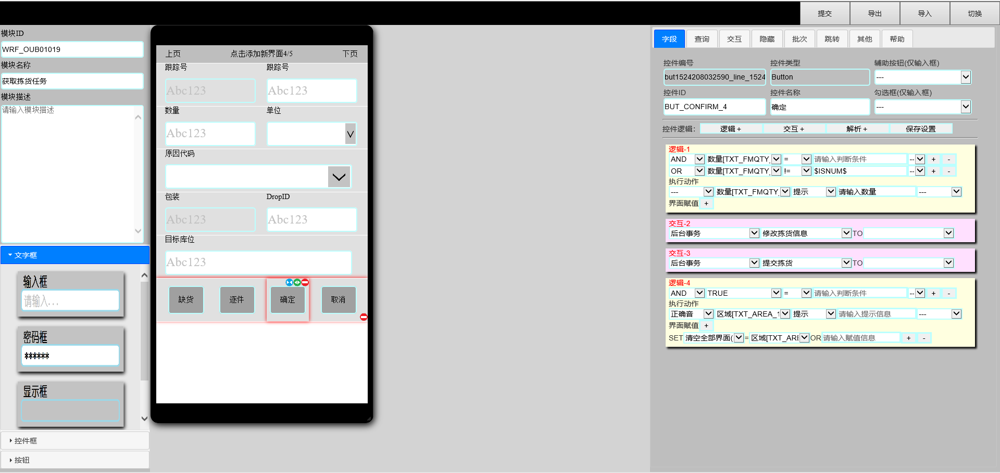 提交 导出 导入 切换
模块ID
WRF_OUB01019
模块名称
获取拣货任务
模块描述
请输入模块描述
文字框
输入框
请输入...
密码框
******
显示框
控件框
按钮
上页 点击添加新界面4/5 下页
跟踪号 跟踪号
Abc123 Abc123
数量 单位
Abc123
原因代码
包装 DropID
Abc123 Abc123
目标库位
Abc123
缺货 逐件 确定 取消
字段 查询 交互 隐藏 批次 跳转 其他 帮助
控件编号 控件类型 辅助按钮(仅输入框)
but1524208032590_line_1524 Button ---
控件ID 控件名称 勾选框(仅输入框)
BUT_CONFIRM_4 确定 ---
控件逻辑: 逻辑+ 交互+ 解析+ 保存设置
逻辑-1
AND 数量[TXT_FMQTY_ = 请输入判断条件 -- + -
OR 数量[TXT_FMQTY_ != $ISNUM$ -- + -
执行动作
--- 数量[TXT_FMQTY_ 提示 请输入数量 ---
界面赋值 +
交互-2
后台事务 修改拣货信息 TO
交互-3
后台事务 提交拣货 TO
逻辑-4
AND TRUE = 请输入判断条件 -- + -
执行动作
正确音 区域[TXT_AREA_1 提示 请输入提示信息 ---
界面赋值 +
SET 清空全部界面( = 区域[TXT_ARE OR 请输入赋值信息 + -